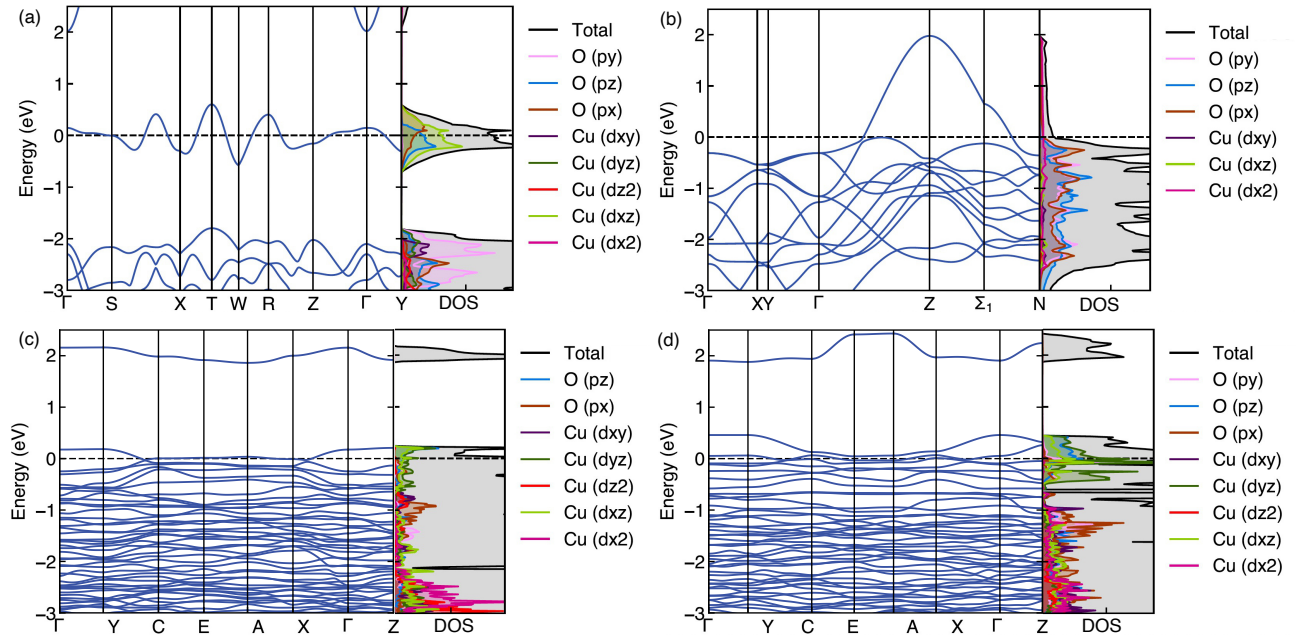 (a)
Energy (eV)
2
1
0
−1
−2
−3
Γ S X T W R Z Γ Y DOS
Total
O (py)
O (pz)
O (px)
Cu (dxy)
Cu (dyz)
Cu (dz2)
Cu (dxz)
Cu (dx2)
(b)
Energy (eV)
2
1
0
−1
−2
−3
Γ X Y Γ Z Σ1 N DOS
Total
O (py)
O (pz)
O (px)
Cu (dxy)
Cu (dxz)
Cu (dx2)
(c)
Energy (eV)
2
1
0
−1
−2
−3
Γ Y C E A X Γ Z DOS
Total
O (pz)
O (px)
Cu (dxy)
Cu (dyz)
Cu (dz2)
Cu (dxz)
Cu (dx2)
(d)
Energy (eV)
2
1
0
−1
−2
−3
Γ Y C E A X Γ Z DOS
Total
O (py)
O (pz)
O (px)
Cu (dxy)
Cu (dyz)
Cu (dz2)
Cu (dxz)
Cu (dx2)